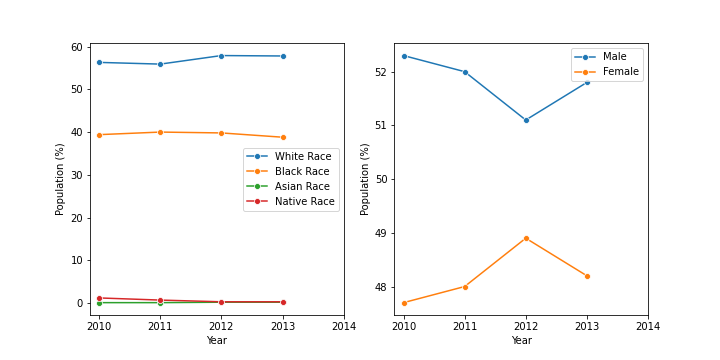 60
50
40
30
20
10
0
Population (%)
White Race
Black Race
Asian Race
Native Race
2010 2011 2012 2013 2014
Year
52
51
50
49
48
Population (%)
Male
Female
2010 2011 2012 2013 2014
Year